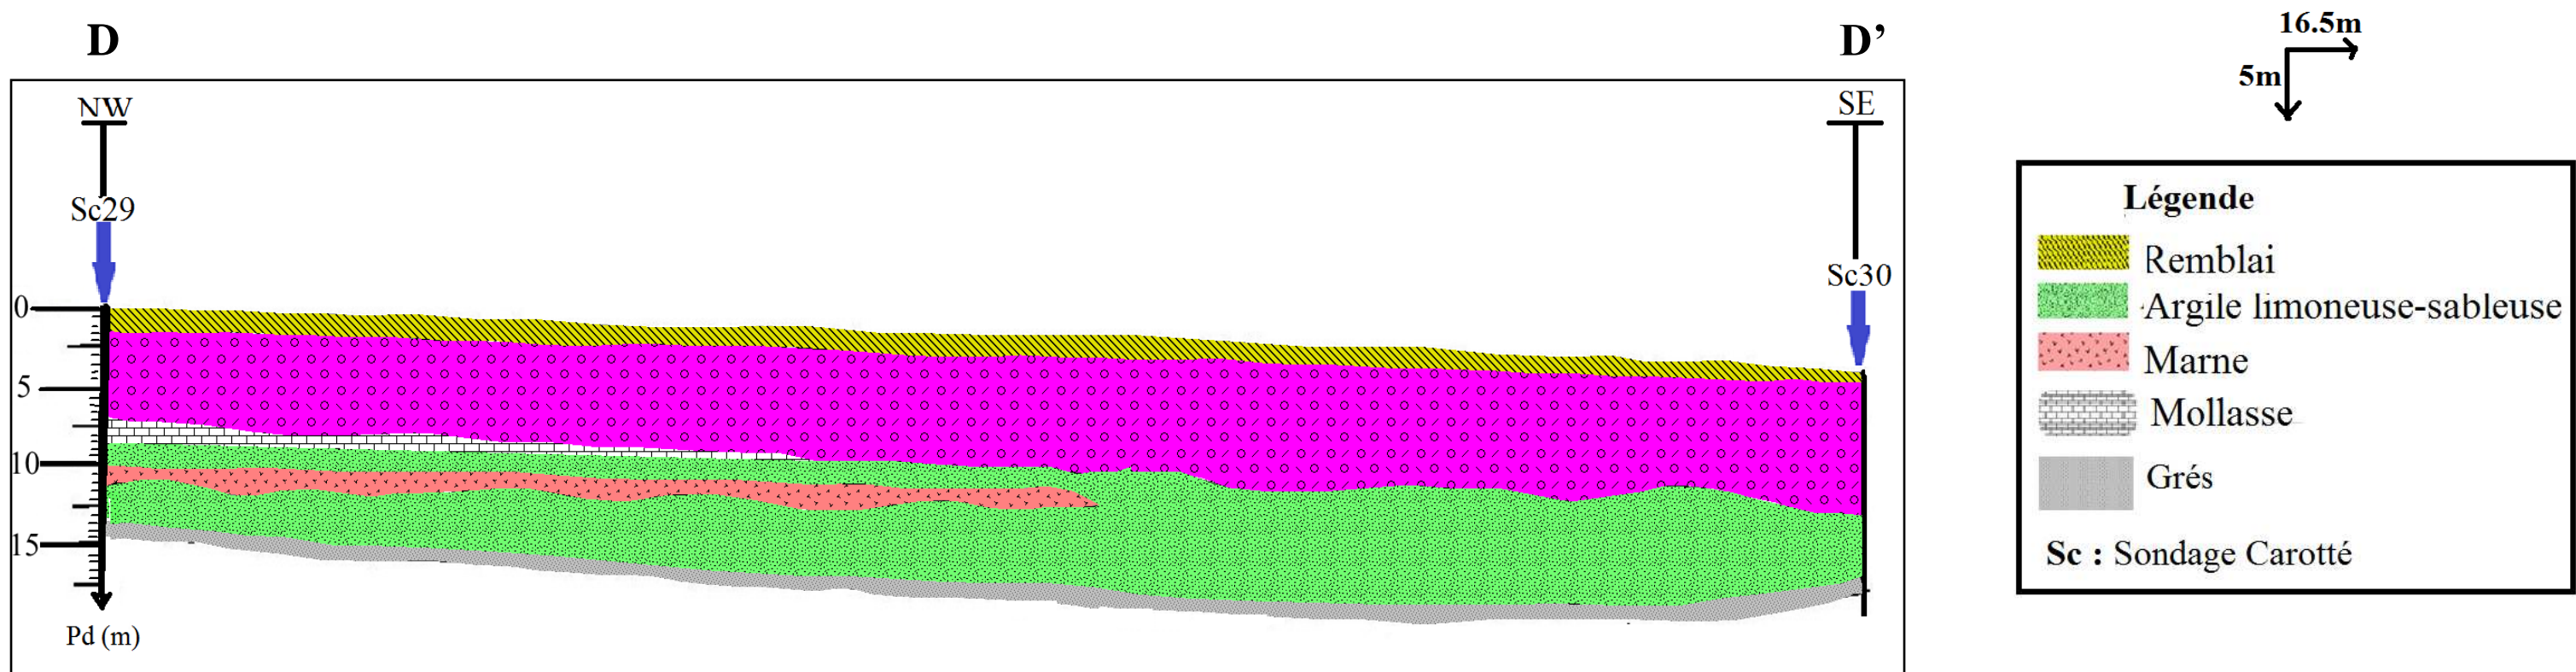 D
D’
NW
SE
Sc29
Sc30
0
5
10
15
Pd (m)
16.5m
5m
Légende
Remblai
Argile limoneuse-sableuse
Marne
Mollasse
Grés
Sc : Sondage Carotté